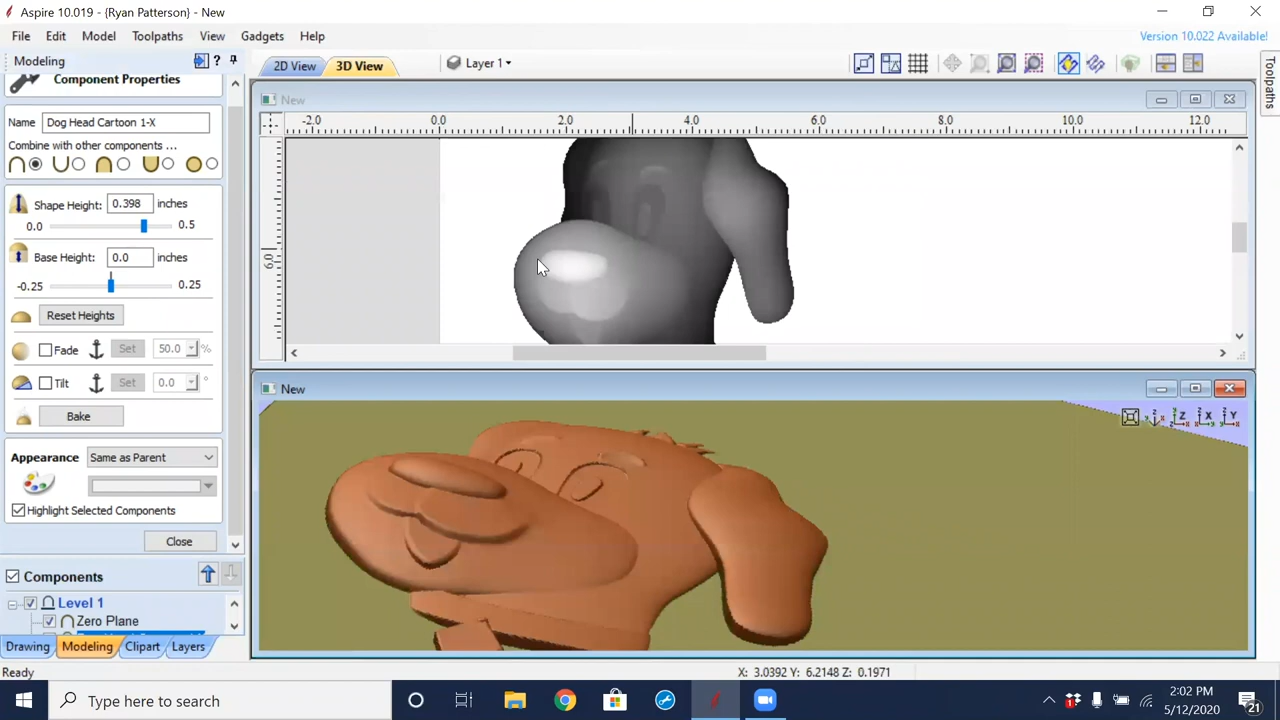 Aspire 10.019 - {Ryan Patterson} - New
File Edit Model Toolpaths View Gadgets Help
Version 10.022 Available!
Modeling
2D View 3D View Layer 1
Toolpaths
Component Properties
Name Dog Head Cartoon 1-X
Combine with other components ...
Shape Height: 0.398 inches
0.0 0.5
Base Height: 0.0 inches
-0.25 0.25
Reset Heights
Fade Set 50.0 %
Tilt Set 0.0 °
Bake
Appearance Same as Parent
Highlight Selected Components
Close
Components
Level 1
Zero Plane
Drawing Modeling Clipart Layers
New
-2.0 0.0 2.0 4.0 6.0 8.0 10.0 12.0
6.0
New
Z X Y
Ready
X: 3.0392 Y: 6.2148 Z: 0.1971
Type here to search
2:02 PM
5/12/2020
21